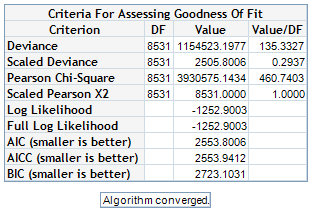 Criteria For Assessing Goodness Of Fit
Criterion DF Value Value/DF
Deviance 8531 1154523.1977 135.3327
Scaled Deviance 8531 2505.8006 0.2937
Pearson Chi-Square 8531 3930575.1434 460.7403
Scaled Pearson X2 8531 8531.0000 1.0000
Log Likelihood -1252.9003
Full Log Likelihood -1252.9003
AIC (smaller is better) 2553.8006
AICC (smaller is better) 2553.9412
BIC (smaller is better) 2723.1031
Algorithm converged.